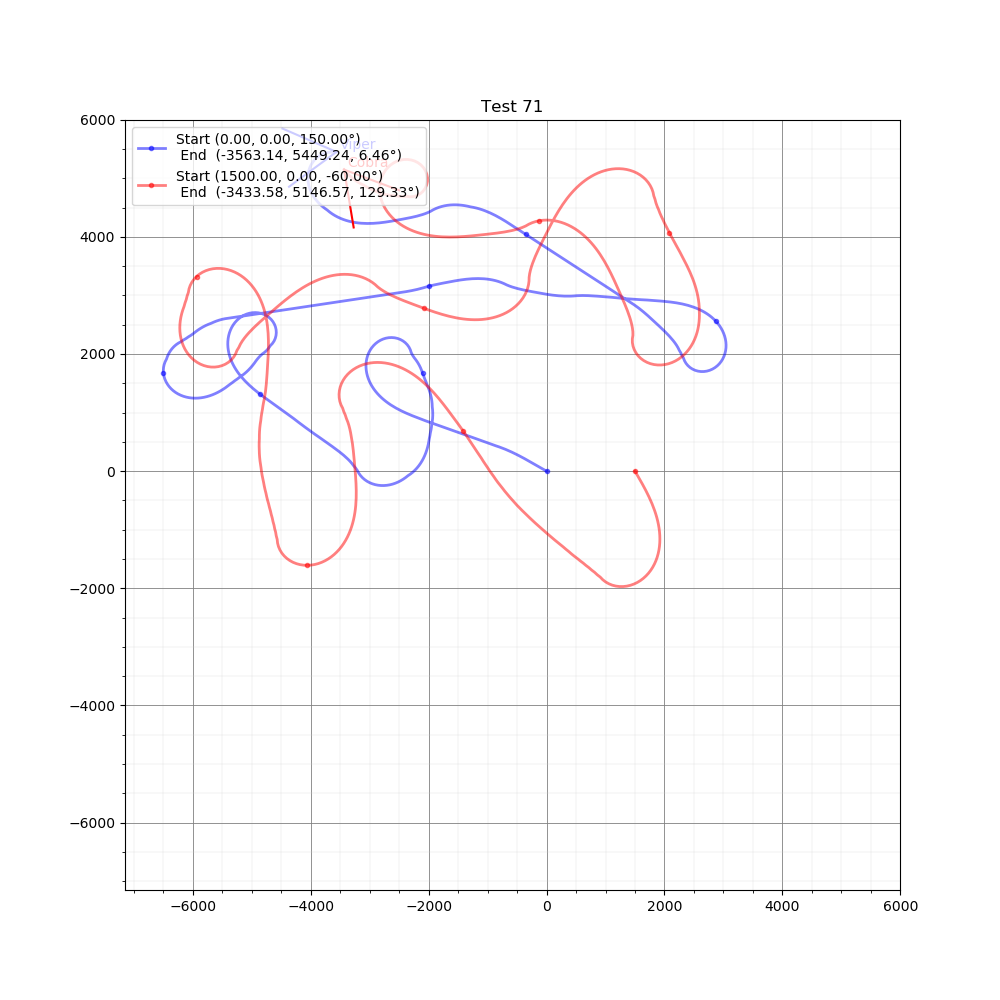 Test 71
Start (0.00, 0.00, 150.00°)
End (-3563.14, 5449.24, 6.46°)
Start (1500.00, 0.00, -60.00°)
End (-3433.58, 5146.57, 129.33°)
Viper
Cobra
6000
4000
2000
0
−2000
−4000
−6000
−6000 −4000 −2000 0 2000 4000 6000